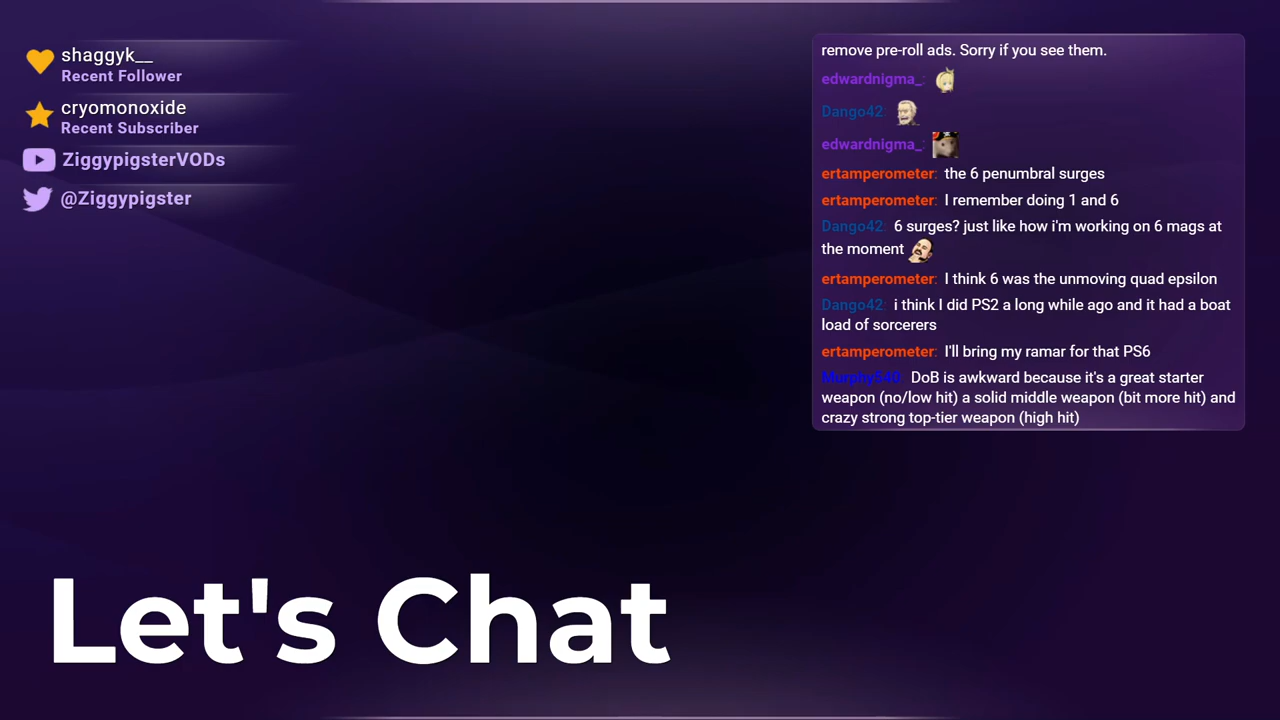 shaggyk__
Recent Follower
cryomonoxide
Recent Subscriber
ZiggypigsterVODs
@Ziggypigster
remove pre-roll ads. Sorry if you see them.
edwardnigma_:
Dango42:
edwardnigma_:
ertamperometer: the 6 penumbral surges
ertamperometer: I remember doing 1 and 6
Dango42: 6 surges? just like how i'm working on 6 mags at
the moment
ertamperometer: I think 6 was the unmoving quad epsilon
Dango42: i think I did PS2 a long while ago and it had a boat
load of sorcerers
ertamperometer: I'll bring my ramar for that PS6
Murphy540: DoB is awkward because it's a great starter
weapon (no/low hit) a solid middle weapon (bit more hit) and
crazy strong top-tier weapon (high hit)
Let's Chat